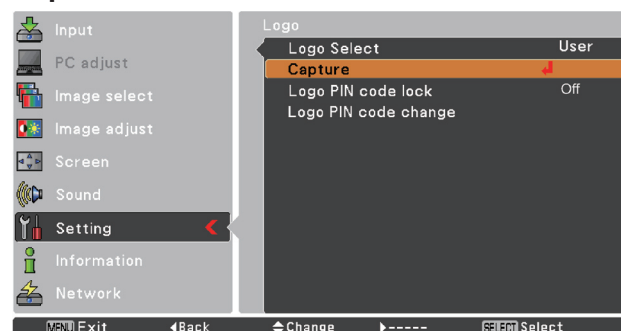 Input
PC adjust
Image select
Image adjust
Screen
Sound
Setting
Information
Network
Logo
Logo Select User
Capture
Logo PIN code lock Off
Logo PIN code change
MENU Exit ◀Back ◆Change ▶----- SELECT Select